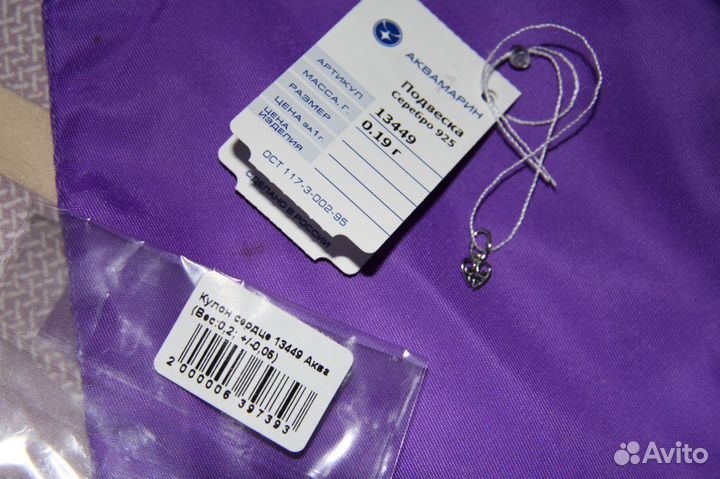 АКВАМАРИН
Подвеска
Серебро 925
АРТИКУЛ 13449
МАССА, Г. 0.19 г
РАЗМЕР
ЦЕНА за 1 г.
ЦЕНА ИЗДЕЛИЯ
ОСТ 117-3-002-95
СДЕЛАНО В РОССИИ
Кулон сердце 13449 Аква
(Вес:0,2; +/-0,05)
2 000006 397393
Avito